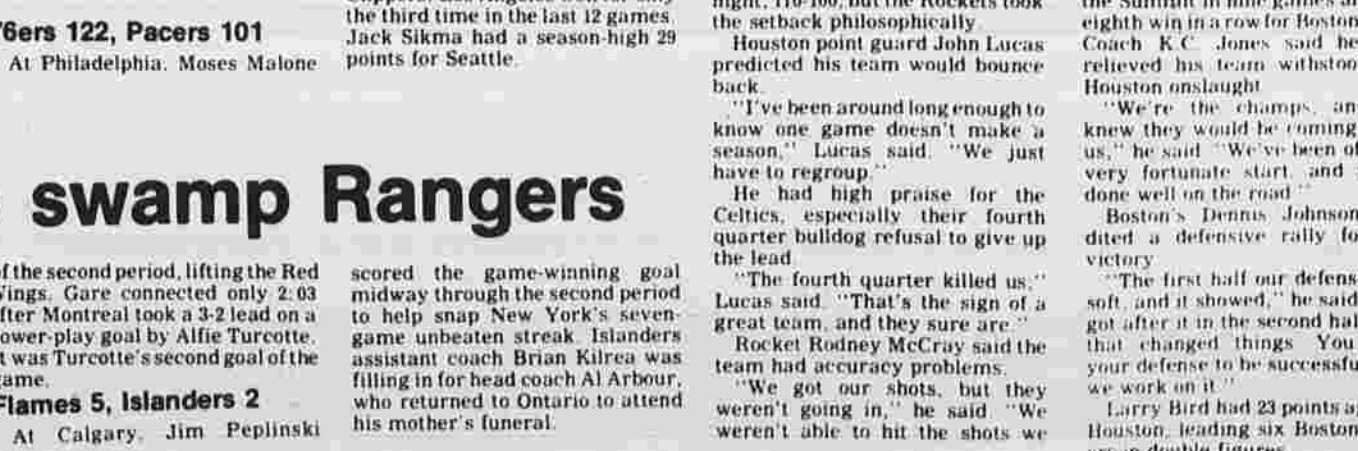 76ers 122, Pacers 101
At Philadelphia, Moses Malone
the third time in the last 12 games.
Jack Sikma had a season-high 29
points for Seattle.
swamp Rangers
of the second period, lifting the Red
Wings. Gare connected only 2:03
after Montreal took a 3-2 lead on a
power-play goal by Alfie Turcotte.
It was Turcotte's second goal of the
game.
Flames 5, Islanders 2
At Calgary, Jim Peplinski
scored the game-winning goal
midway through the second period
to help snap New York's seven-
game unbeaten streak. Islanders
assistant coach Brian Kilrea was
filling in for head coach Al Arbour,
who returned to Ontario to attend
his mother's funeral.
night, 116-106, but the Rockets took
the setback philosophically.
Houston point guard John Lucas
predicted his team would bounce
back.
"I've been around long enough to
know one game doesn't make a
season," Lucas said. "We just
have to regroup."
He had high praise for the
Celtics, especially their fourth
quarter bulldog refusal to give up
the lead.
"The fourth quarter killed us,"
Lucas said. "That's the sign of a
great team, and they sure are."
Rocket Rodney McCray said the
team had accuracy problems.
"We got our shots, but they
weren't going in," he said. "We
weren't able to hit the shots we
the Summit in nine games
eighth win in a row for Boston
Coach K.C. Jones said he
relieved his team withstoo
Houston onslaught.
"We're the champs, an
knew they would be coming
us," he said. "We've been of
very fortunate start, and
done well on the road."
Boston's Dennis Johnson
dited a defensive rally fo
victory.
"The first half our defens
soft, and it showed," he said
got after it in the second hal
that changed things. You
your defense to be successfu
we work on it."
Larry Bird had 23 points a
Houston, leading six Boston
double figures.